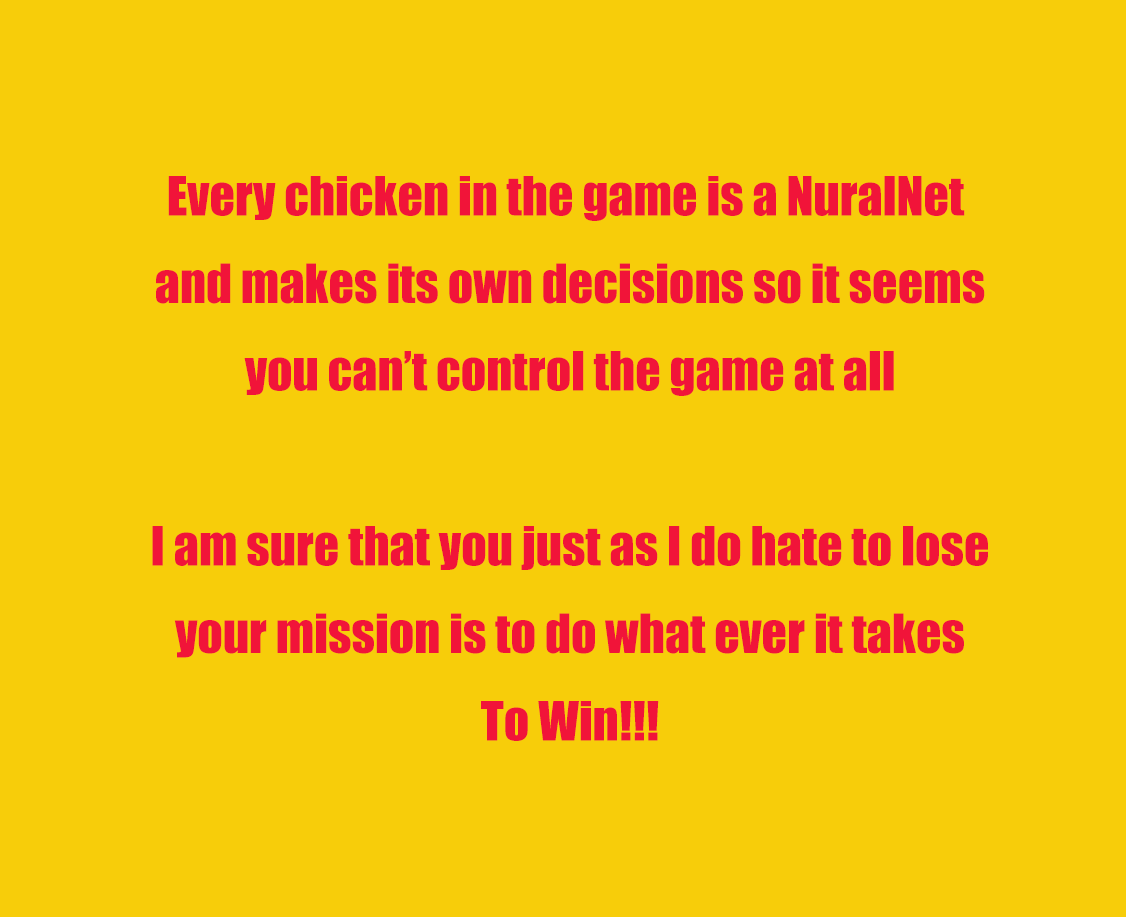 Every chicken in the game is a NuralNet
and makes its own decisions so it seems
you can’t control the game at all
I am sure that you just as I do hate to lose
your mission is to do what ever it takes
To Win!!!